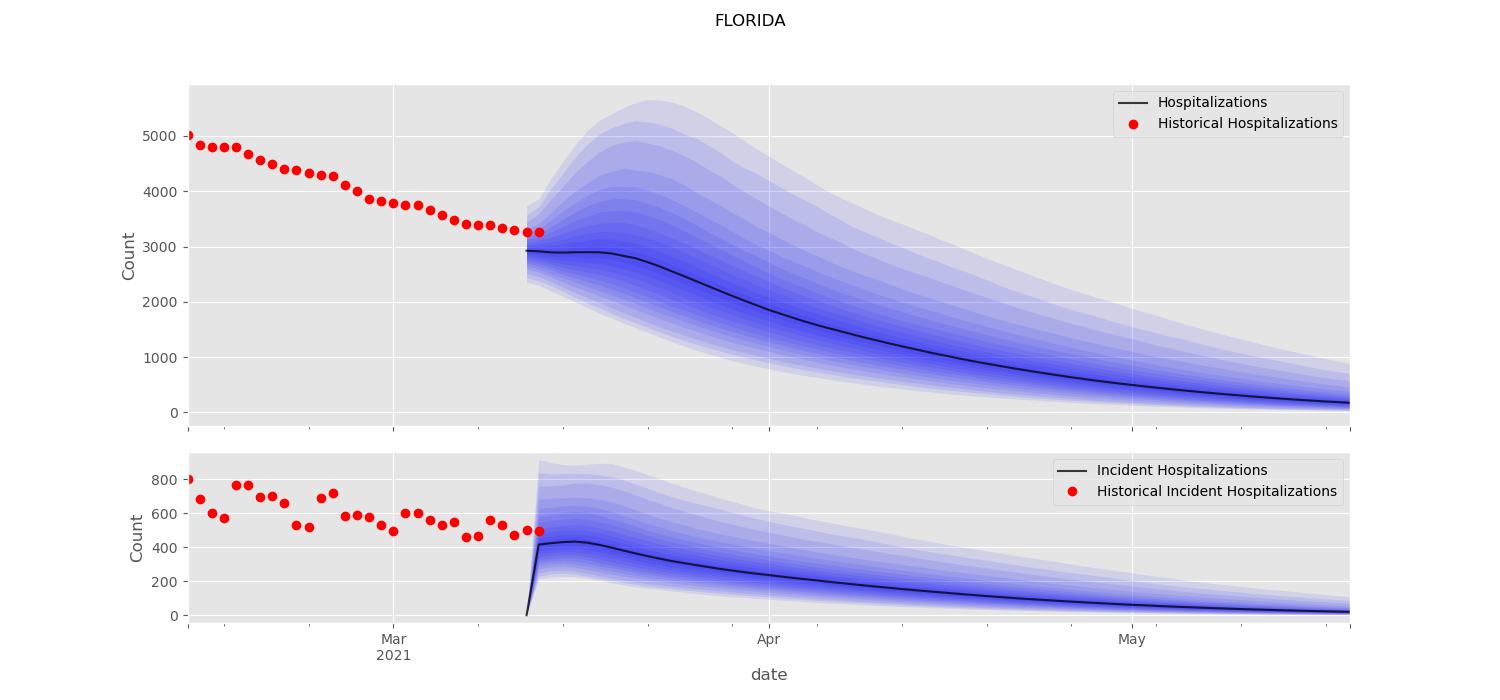 FLORIDA
Hospitalizations
Historical Hospitalizations
Count
5000
4000
3000
2000
1000
0
Incident Hospitalizations
Historical Incident Hospitalizations
Count
800
600
400
200
0
Mar
2021
Apr
May
date